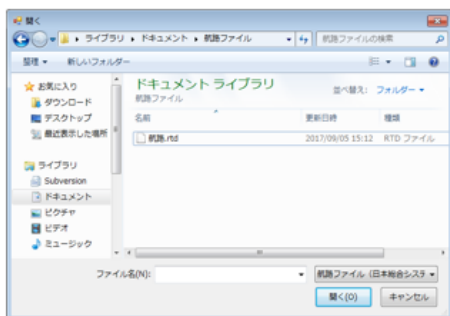 開く
ライブラリ ▸ ドキュメント ▸ 航路ファイル
航路ファイルの検索
整理 ▼ 新しいフォルダー
お気に入り
ダウンロード
デスクトップ
最近表示した場所
ライブラリ
Subversion
ドキュメント
ピクチャ
ビデオ
ミュージック
ドキュメント ライブラリ
航路ファイル
並べ替え: フォルダー ▼
名前 更新日時 種類
航路.rtd 2017/09/05 15:12 RTD ファイル
ファイル名(N):
航路ファイル (日本総合システ
開く(O) キャンセル